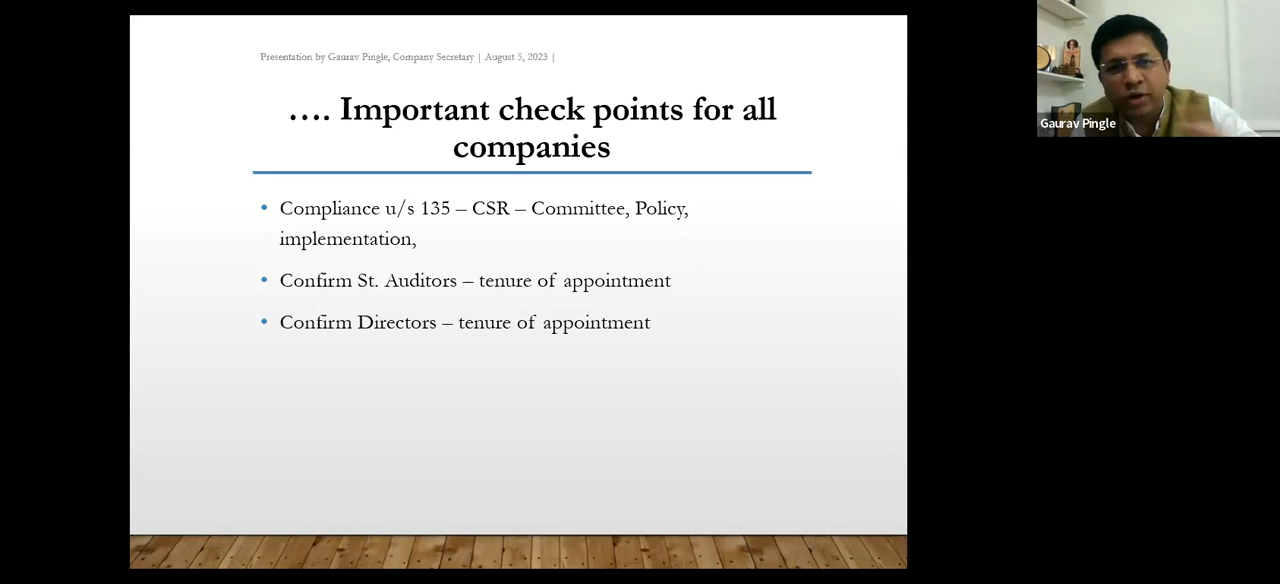 Presentation by Gaurav Pingle, Company Secretary | August 5, 2023 |
…. Important check points for all
companies
• Compliance u/s 135 – CSR – Committee, Policy,
implementation,
• Confirm St. Auditors – tenure of appointment
• Confirm Directors – tenure of appointment
Gaurav Pingle